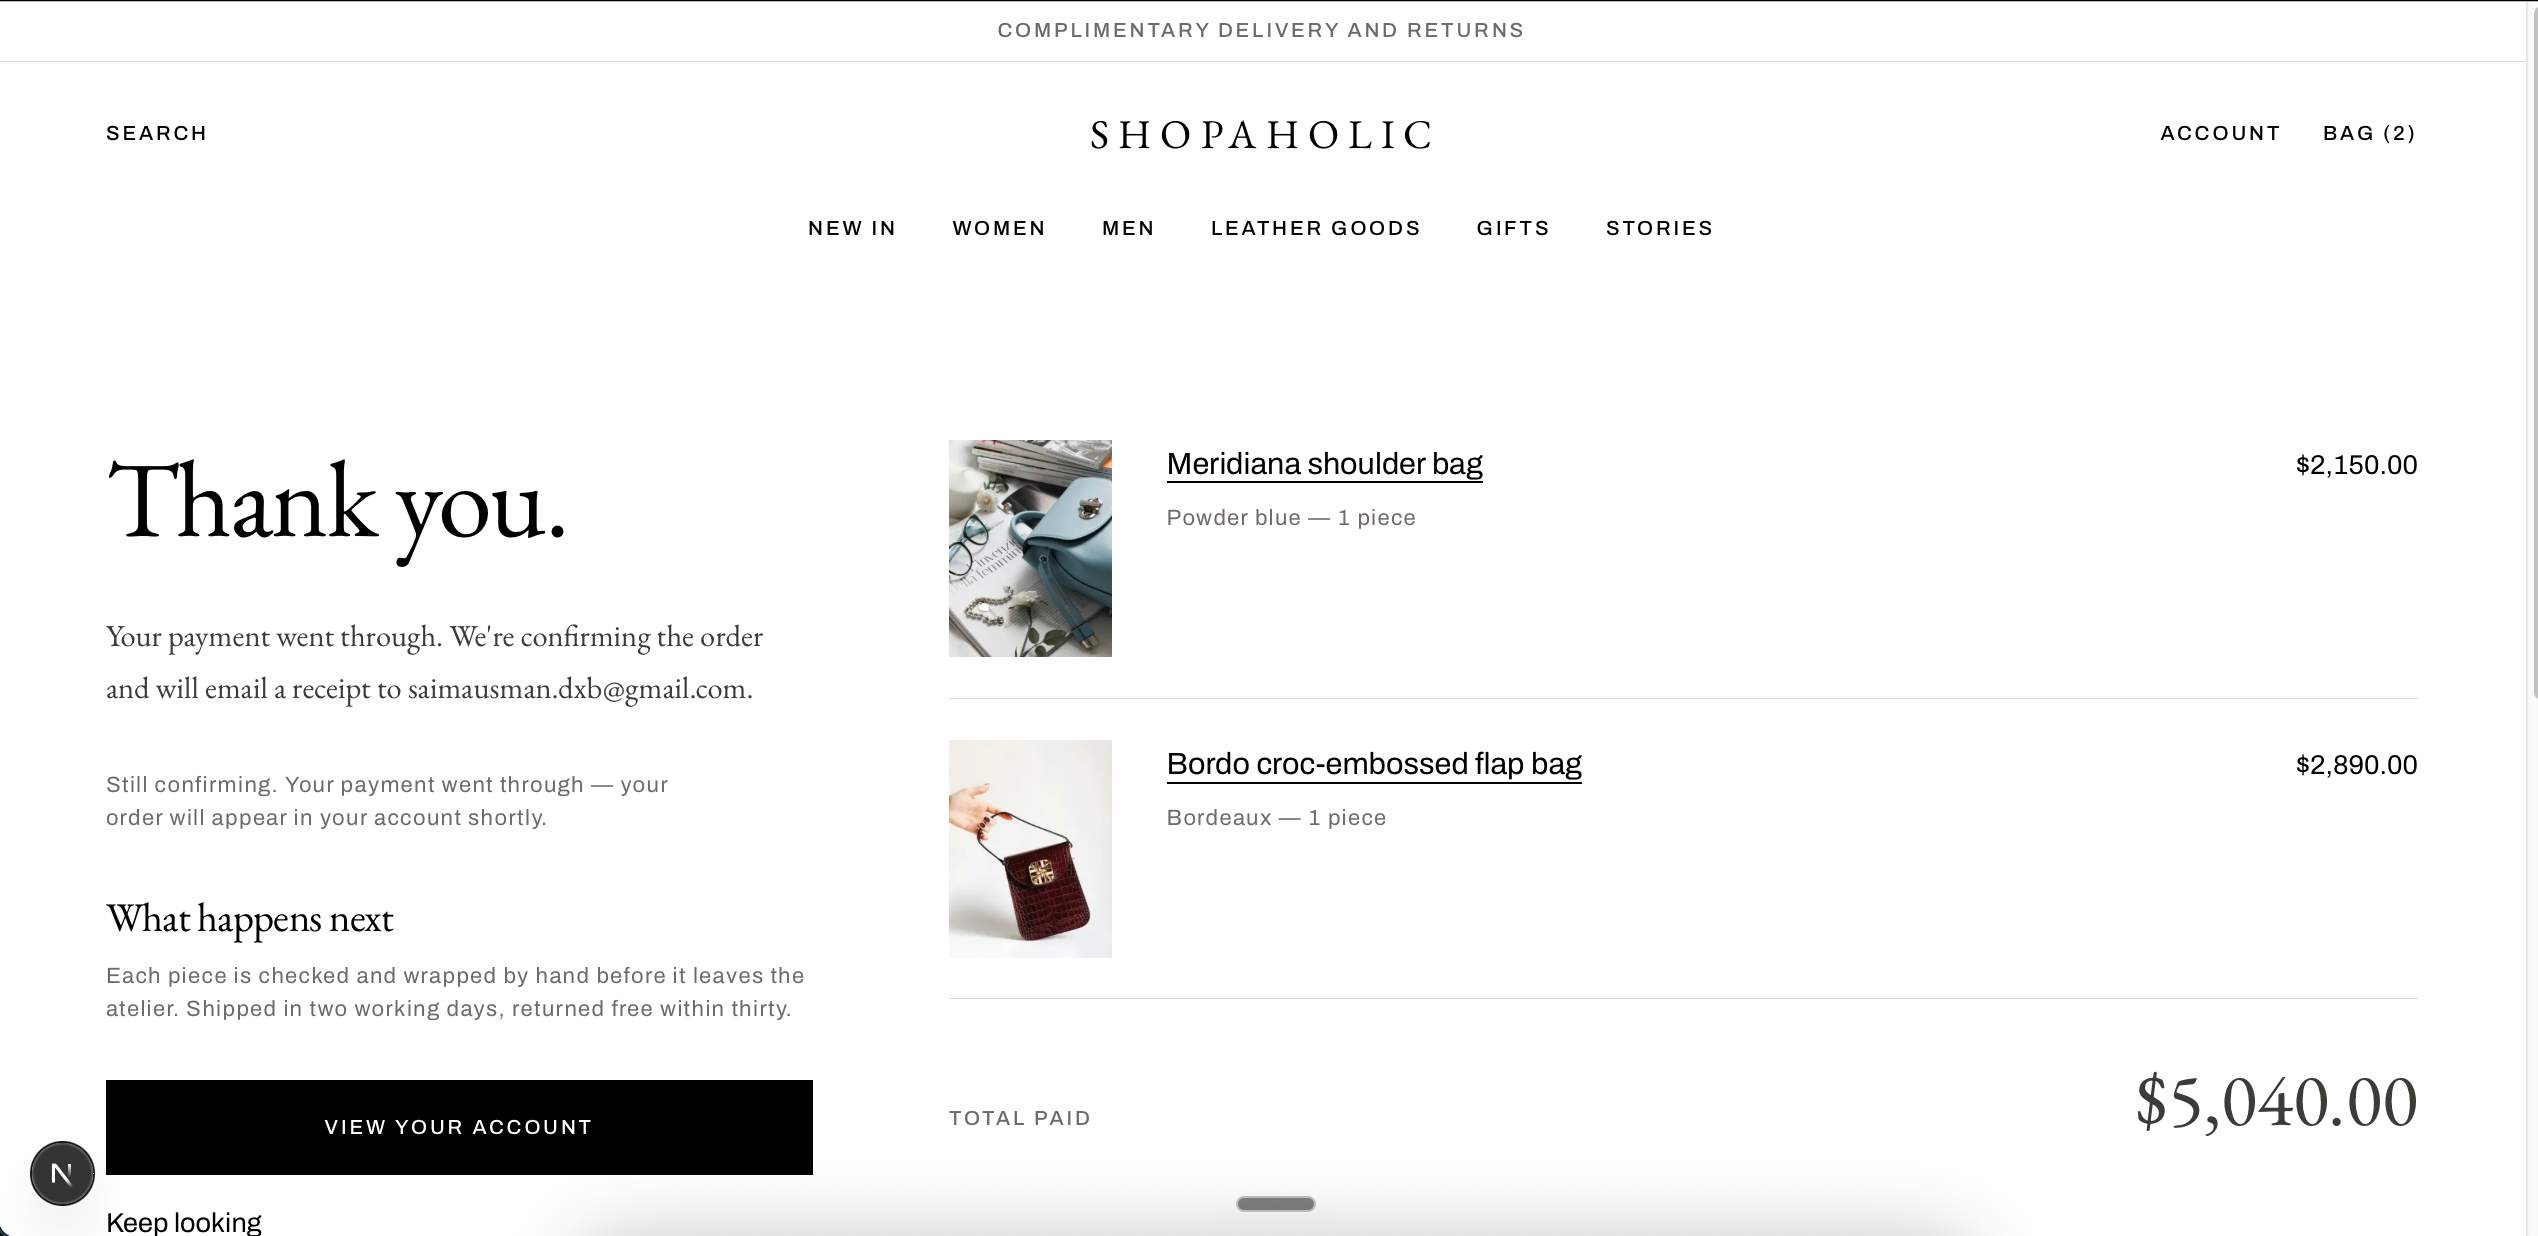 COMPLIMENTARY DELIVERY AND RETURNS
SEARCH
SHOPAHOLIC
ACCOUNT
BAG (2)
NEW IN
WOMEN
MEN
LEATHER GOODS
GIFTS
STORIES
Thank you.
Your payment went through. We're confirming the order
and will email a receipt to saimausman.dxb@gmail.com.
Still confirming. Your payment went through — your
order will appear in your account shortly.
What happens next
Each piece is checked and wrapped by hand before it leaves the
atelier. Shipped in two working days, returned free within thirty.
VIEW YOUR ACCOUNT
N
Keep looking
Meridiana shoulder bag
$2,150.00
Powder blue — 1 piece
Bordo croc-embossed flap bag
$2,890.00
Bordeaux — 1 piece
TOTAL PAID
$5,040.00